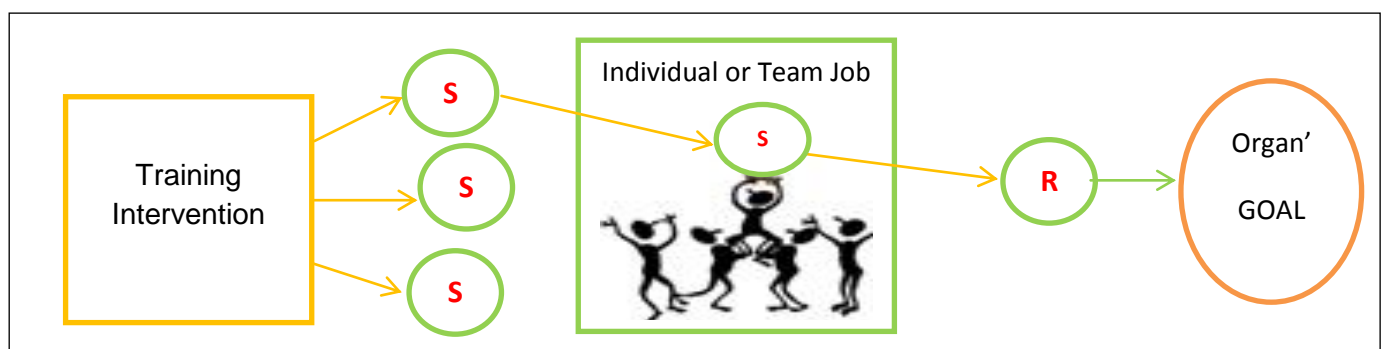 Training
Intervention
S
S
S
Individual or Team Job
S
R
Organ’
GOAL